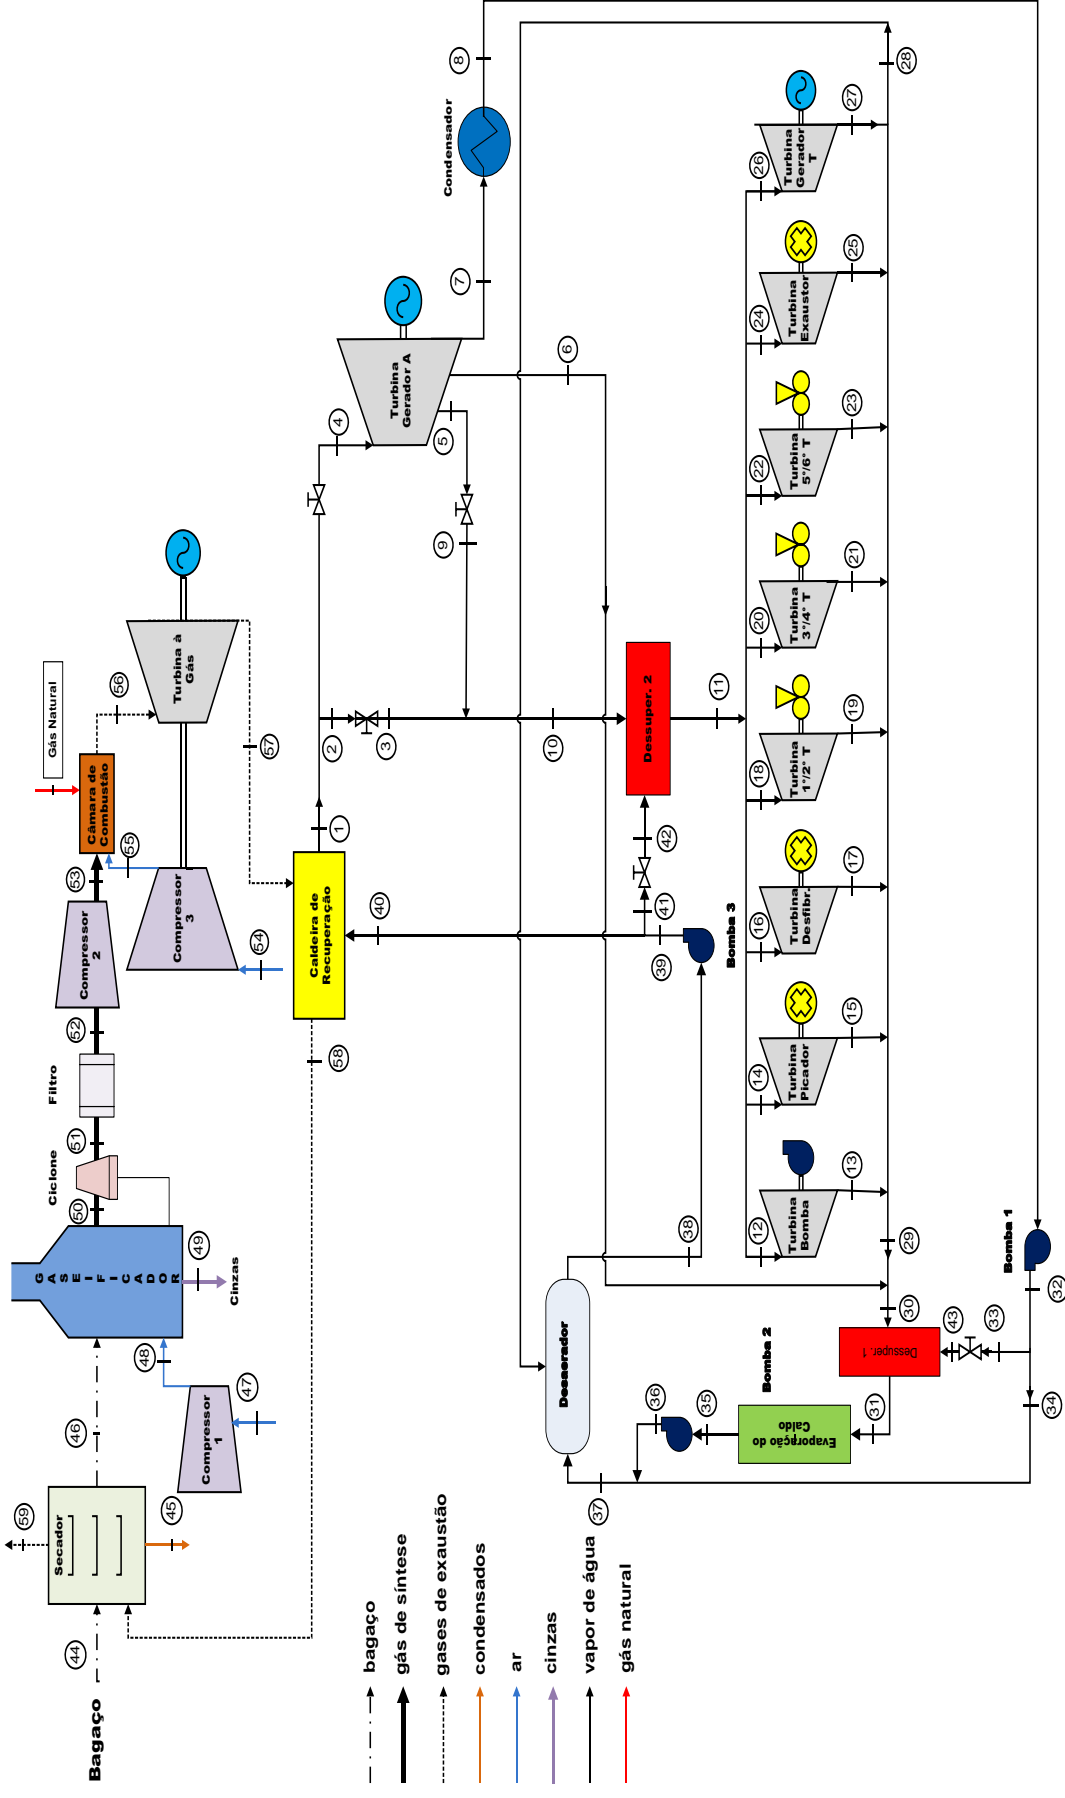 Bagaço
44
Secador
59
45
46
Compressor
1
47
48
GASEIFICADOR
49
Cinzas
50
Ciclone
51
Filtro
52
Compressor
2
53
Gás Natural
Câmara de
Combustão
55
56
Compressor
3
54
Turbina à
Gás
57
58
Caldeira de
Recuperação
1
40
2
3
4
Turbina
Gerador A
5
6
7
Condensador
8
9
10
Dessuper. 2
11
42
41
39
Bomba 3
38
Desaerador
37
36
35
Bomba 2
Evaporação do
Caldo
31
Dessuper. 1
30
43
33
34
32
Bomba 1
29
12
Turbina
Bomba
13
14
Turbina
Picador
15
16
Turbina
Desfibr.
17
18
Turbina
1°/2° T
19
20
Turbina
3°/4° T
21
22
Turbina
5°/6° T
23
24
Turbina
Exaustor
25
26
Turbina
Gerador
T
27
28
bagaço
gás de síntese
gases de exaustão
condensados
ar
cinzas
vapor de água
gás natural